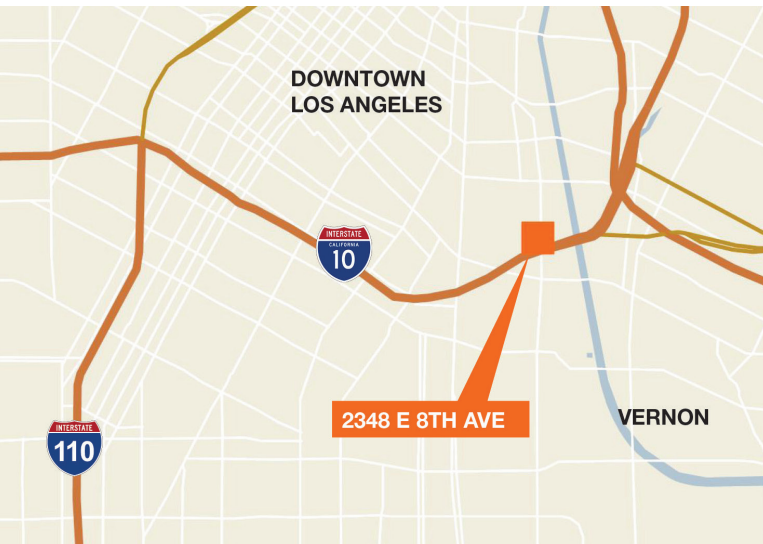 DOWNTOWN
LOS ANGELES
INTERSTATE
CALIFORNIA
10
2348 E 8TH AVE
VERNON
INTERSTATE
110